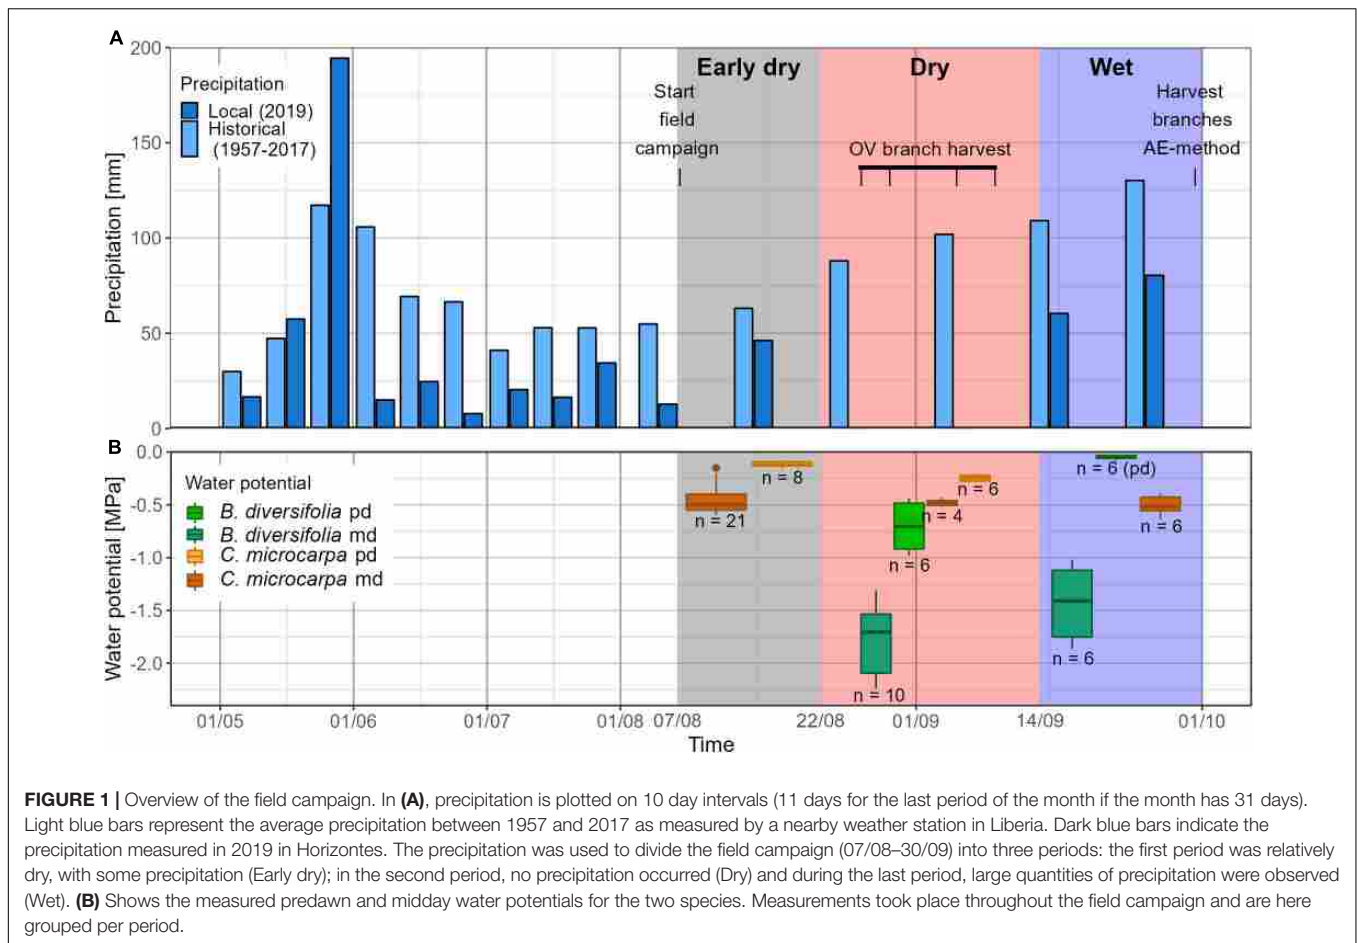 A
200
150
100
50
0
Precipitation [mm]
Precipitation
Local (2019)
Historical
(1957-2017)
Early dry
Dry
Wet
Start
field
campaign
OV branch harvest
Harvest
branches
AE-method
B
0.0
-0.5
-1.0
-1.5
-2.0
Water potential [MPa]
Water potential
B. diversifolia pd
B. diversifolia md
C. microcarpa pd
C. microcarpa md
n = 21
n = 8
n = 10
n = 6
n = 4
n = 6
n = 6 (pd)
n = 6
n = 6
01/05 01/06 01/07 01/08 07/08 22/08 01/09 14/09 01/10
Time
FIGURE 1 | Overview of the field campaign. In (A), precipitation is plotted on 10 day intervals (11 days for the last period of the month if the month has 31 days).
Light blue bars represent the average precipitation between 1957 and 2017 as measured by a nearby weather station in Liberia. Dark blue bars indicate the
precipitation measured in 2019 in Horizontes. The precipitation was used to divide the field campaign (07/08–30/09) into three periods: the first period was relatively
dry, with some precipitation (Early dry); in the second period, no precipitation occurred (Dry) and during the last period, large quantities of precipitation were observed
(Wet). (B) Shows the measured predawn and midday water potentials for the two species. Measurements took place throughout the field campaign and are here
grouped per period.